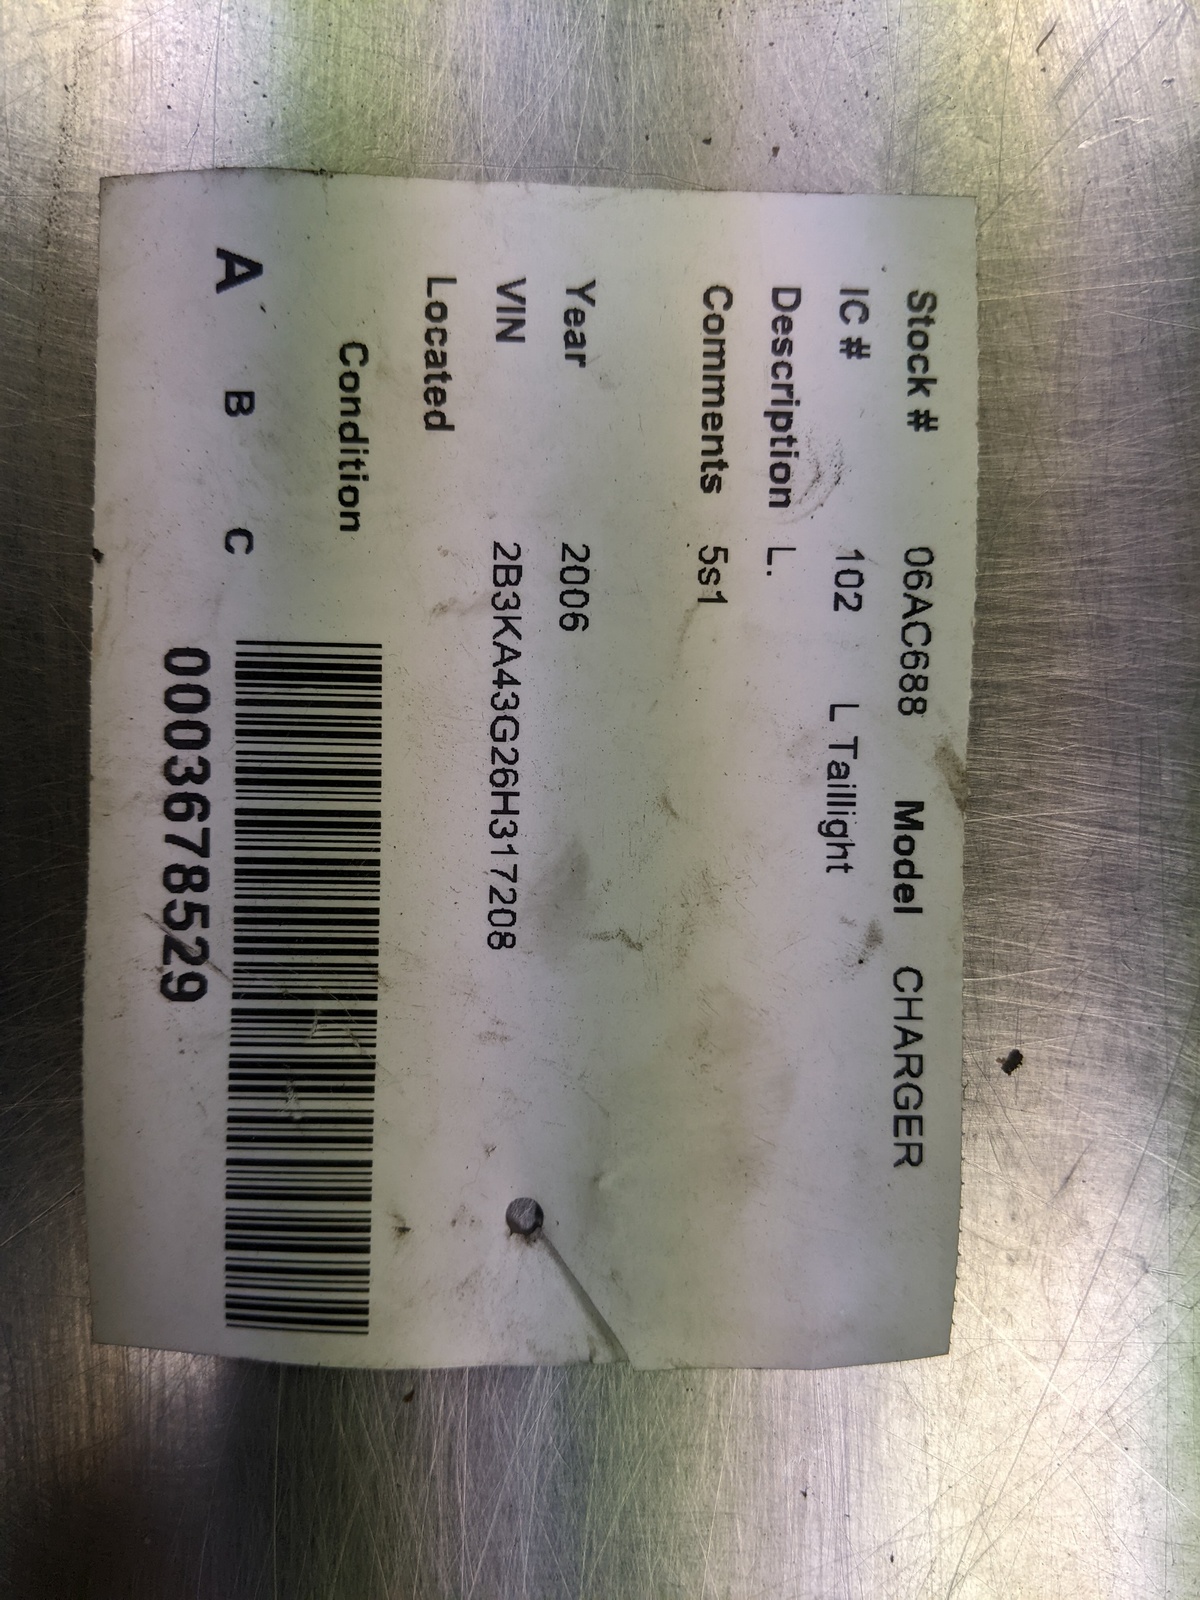 Stock # 06AC688 Model CHARGER
IC # 102 L Taillight
Description L.
Comments 5s1
Year 2006
VIN 2B3KA43G26H317208
Located
Condition
A B C
0003678529